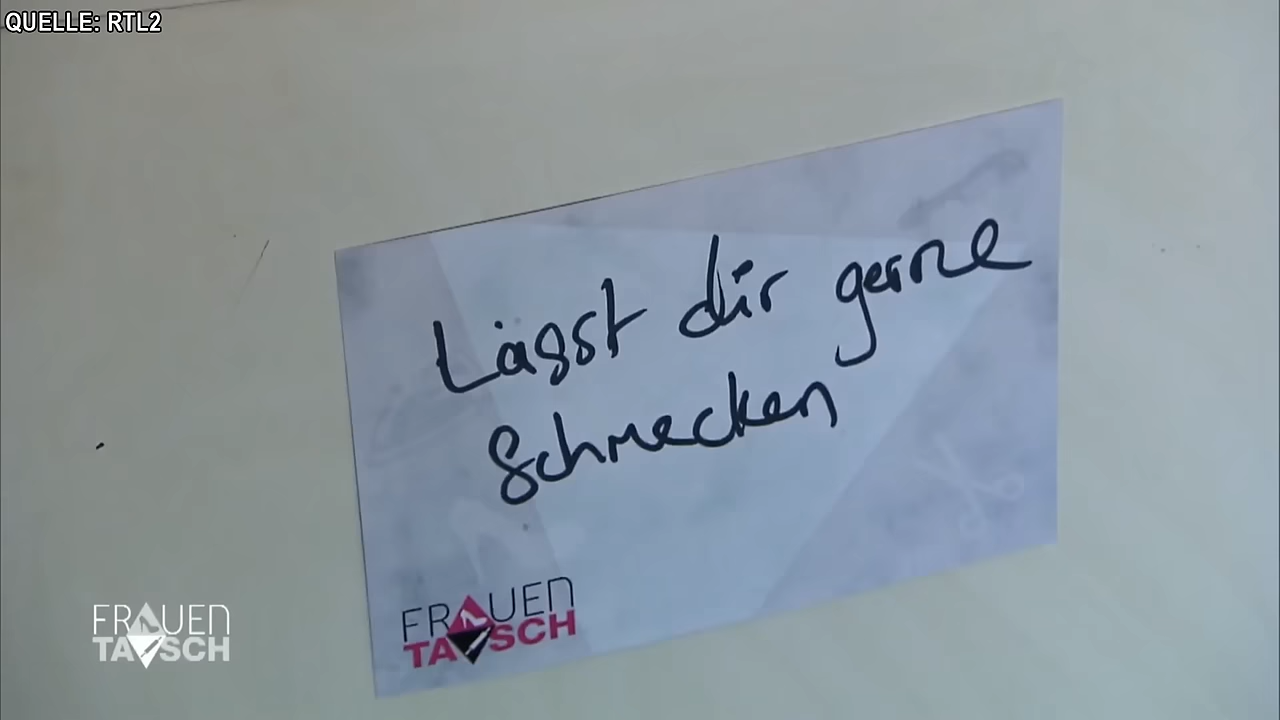 QUELLE: RTL2
Lässt dir gerne
schmecken
FRAUEN
TAUSCH
FRAUEN
TAUSCH